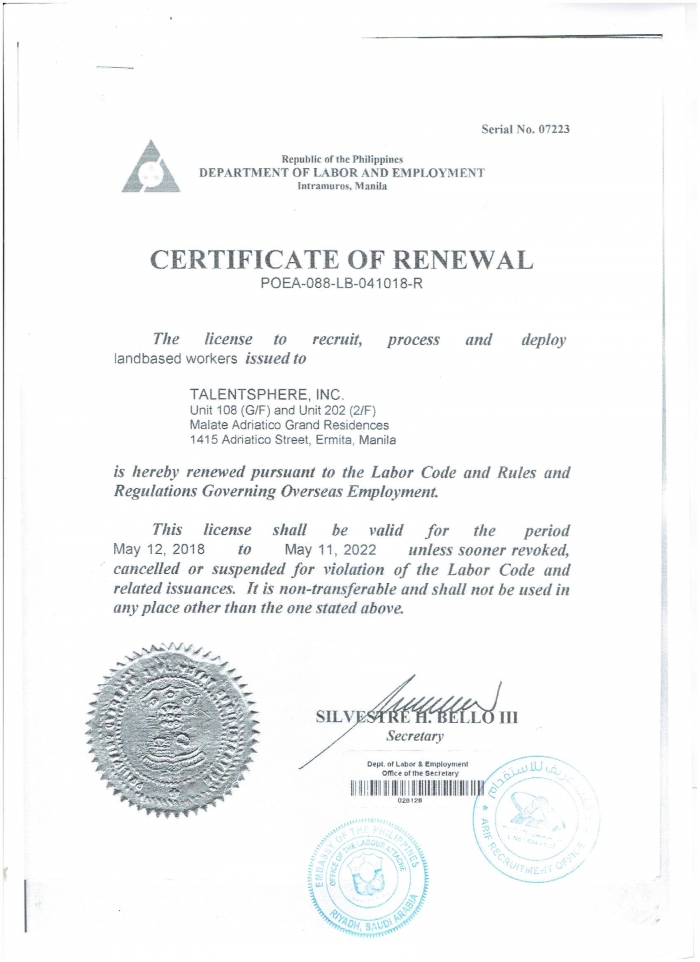 Serial No. 07223
Republic of the Philippines
DEPARTMENT OF LABOR AND EMPLOYMENT
Intramuros, Manila
CERTIFICATE OF RENEWAL
POEA-088-LB-041018-R
The license to recruit, process and deploy
landbased workers issued to
TALENTSPHERE, INC.
Unit 108 (G/F) and Unit 202 (2/F)
Malate Adriatico Grand Residences
1415 Adriatico Street, Ermita, Manila
is hereby renewed pursuant to the Labor Code and Rules and
Regulations Governing Overseas Employment.
This license shall be valid for the period
May 12, 2018 to May 11, 2022 unless sooner revoked,
cancelled or suspended for violation of the Labor Code and
related issuances. It is non-transferable and shall not be used in
any place other than the one stated above.
SILVESTRE H. BELLO III
Secretary
Dept. of Labor & Employment
Office of the Secretary
028128
EMBASSY OF THE PHILIPPINES
OFFICE OF THE LABOUR ATTACHE
RIYADH, SAUDI ARABIA
للاستقدام
ARIF RECRUITMENT OFFICE